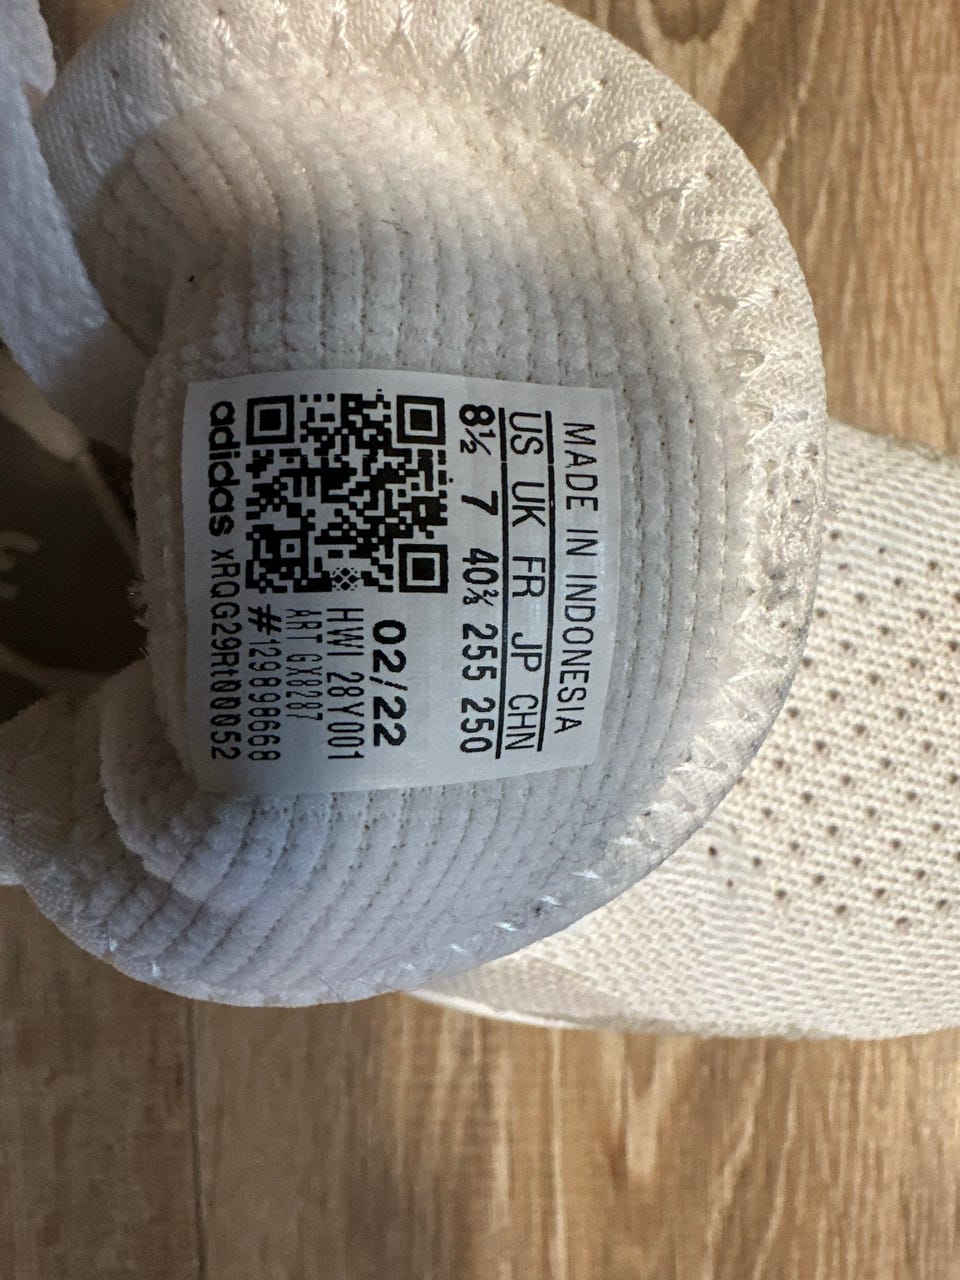 MADE IN INDONESIA
US UK FR JP CHN
8½ 7 40⅔ 255 250
02/22
HWI 28Y001
ART GX8287
#129898668
adidas XRQG29Rt00052